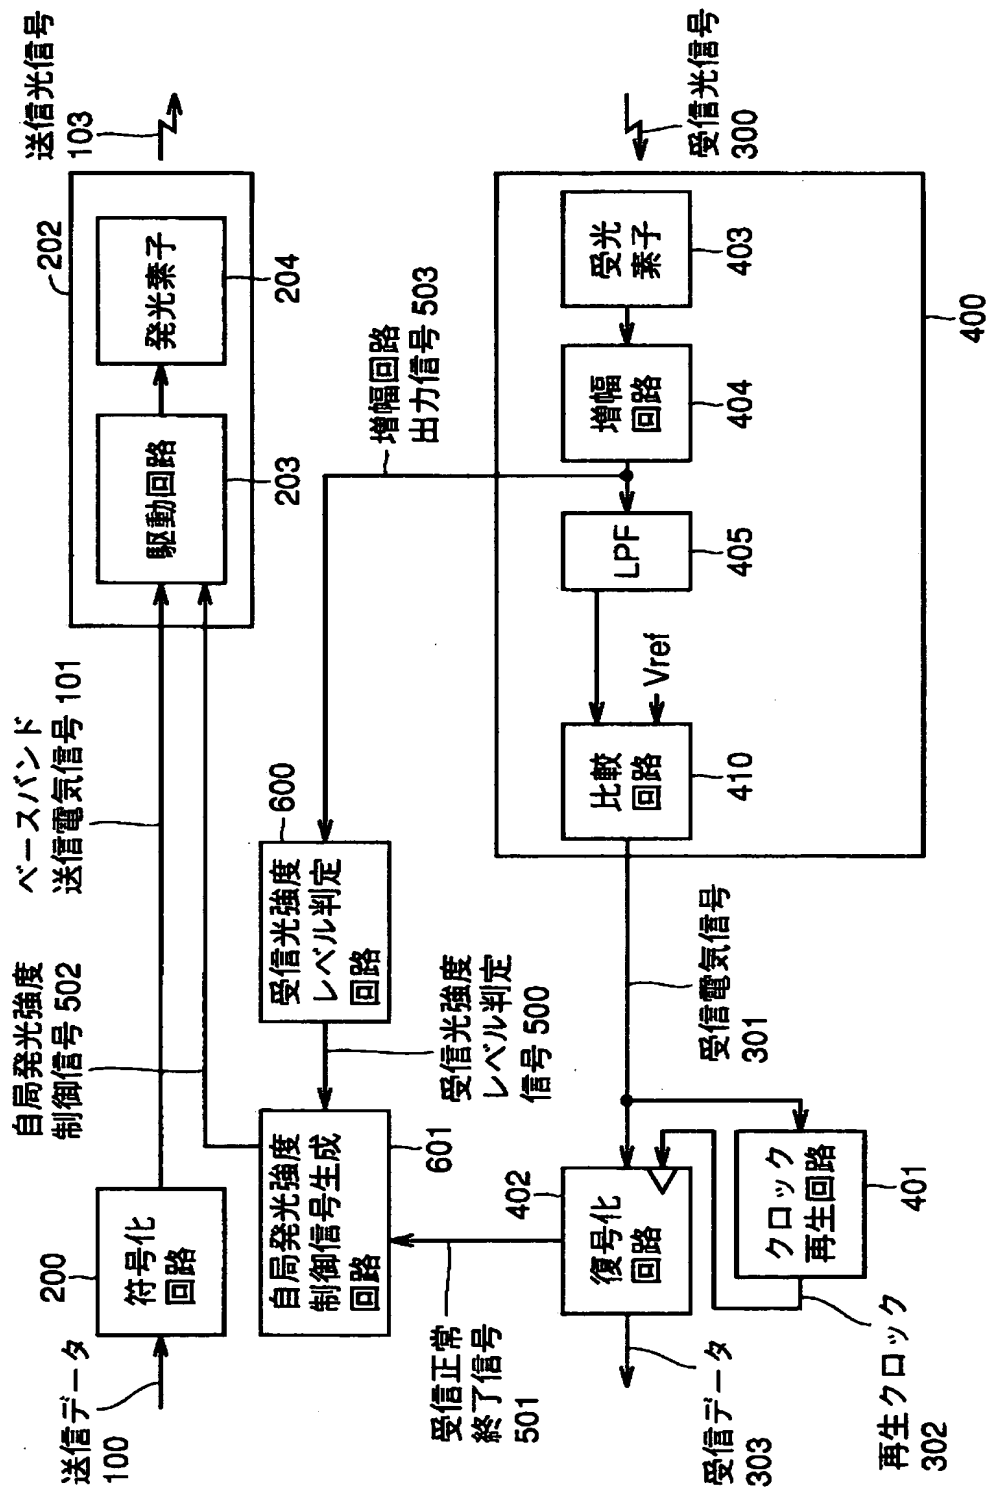 送信データ
100
200
符号化
回路
自局発光強度
制御信号 502
ベースバンド
送信電気信号 101
202
駆動回路
203
発光素子
204
送信光信号
103
自局発光強度
制御信号生成
回路
601
受信光強度
レベル判定
信号 500
600
受信光強度
レベル判定
回路
増幅回路
出力信号 503
受信正常
終了信号
501
402
復号化
回路
受信データ
303
再生クロック
302
クロック
再生回路
401
受信電気信号
301
比較
回路
410
Vref
LPF
405
増幅
回路
404
受光
素子
403
400
受信光信号
300